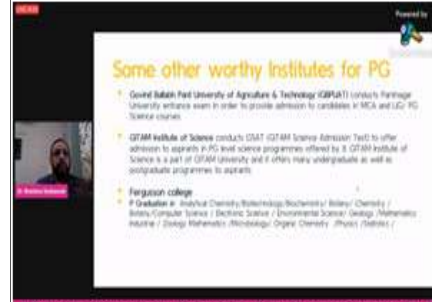 Powered by
Some other worthy Institutes for PG
Govind Ballabh Pant University of Agriculture & Technology (GBPUAT) conducts Pantnagar
University entrance exam in order to provide admission to candidates in MCA and UG/ PG
Science courses
GITAM Institute of Science conducts GSAT (GITAM Science Admission Test) to offer
admission to aspirants in PG level science programmes offered by it. GITAM Institute of
Science is a part of GITAM University and it offers many undergraduate as well as
postgraduate programmes to aspirants
Fergusson college
P Graduation in Analytical Chemistry/Biotechnology/Biochemistry/ Botany/ Chemistry /
Botany/Computer Science / Electronic Science / Environmental Science/ Geology /Mathematics
Industrial / Zoology Mathematics /Microbiology/ Organic Chemistry /Physics /Statistics /